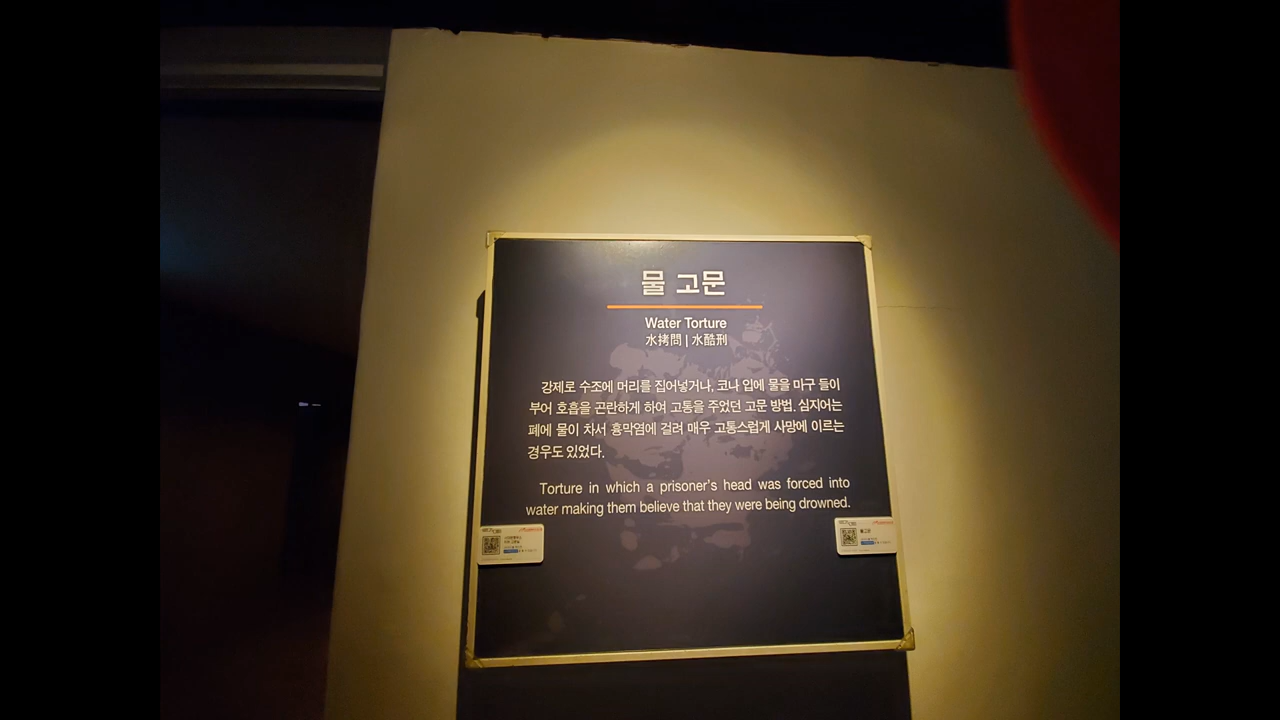 물 고문
Water Torture
水拷問 | 水酷刑
강제로 수조에 머리를 집어넣거나, 코나 입에 물을 마구 들이
부어 호흡을 곤란하게 하여 고통을 주었던 고문 방법. 심지어는
폐에 물이 차서 흉막염에 걸려 매우 고통스럽게 사망에 이르는
경우도 있었다.
Torture in which a prisoner's head was forced into
water making them believe that they were being drowned.
물고문